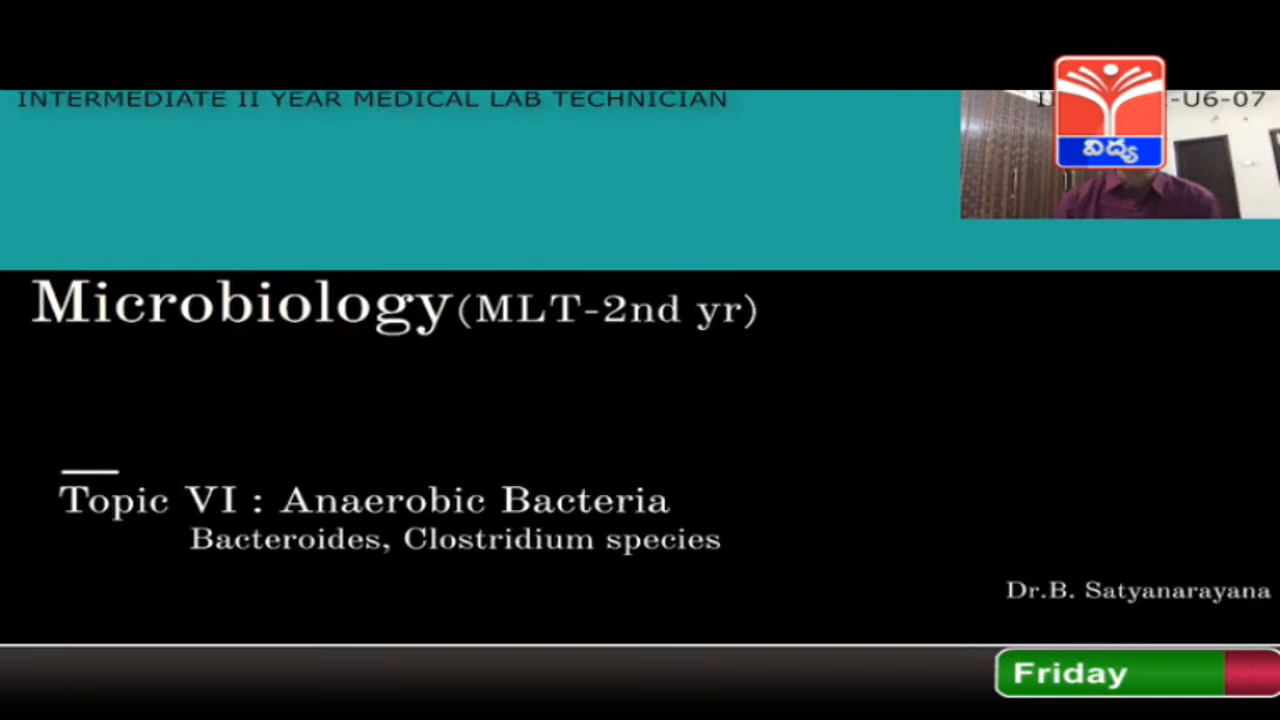 INTERMEDIATE II YEAR MEDICAL LAB TECHNICIAN
-U6-07
విద్య
Microbiology(MLT-2nd yr)
Topic VI : Anaerobic Bacteria
Bacteroides, Clostridium species
Dr.B. Satyanarayana
Friday